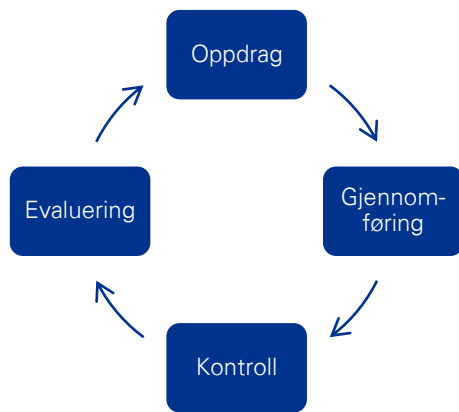 Oppdrag
Gjennom-
føring
Kontroll
Evaluering